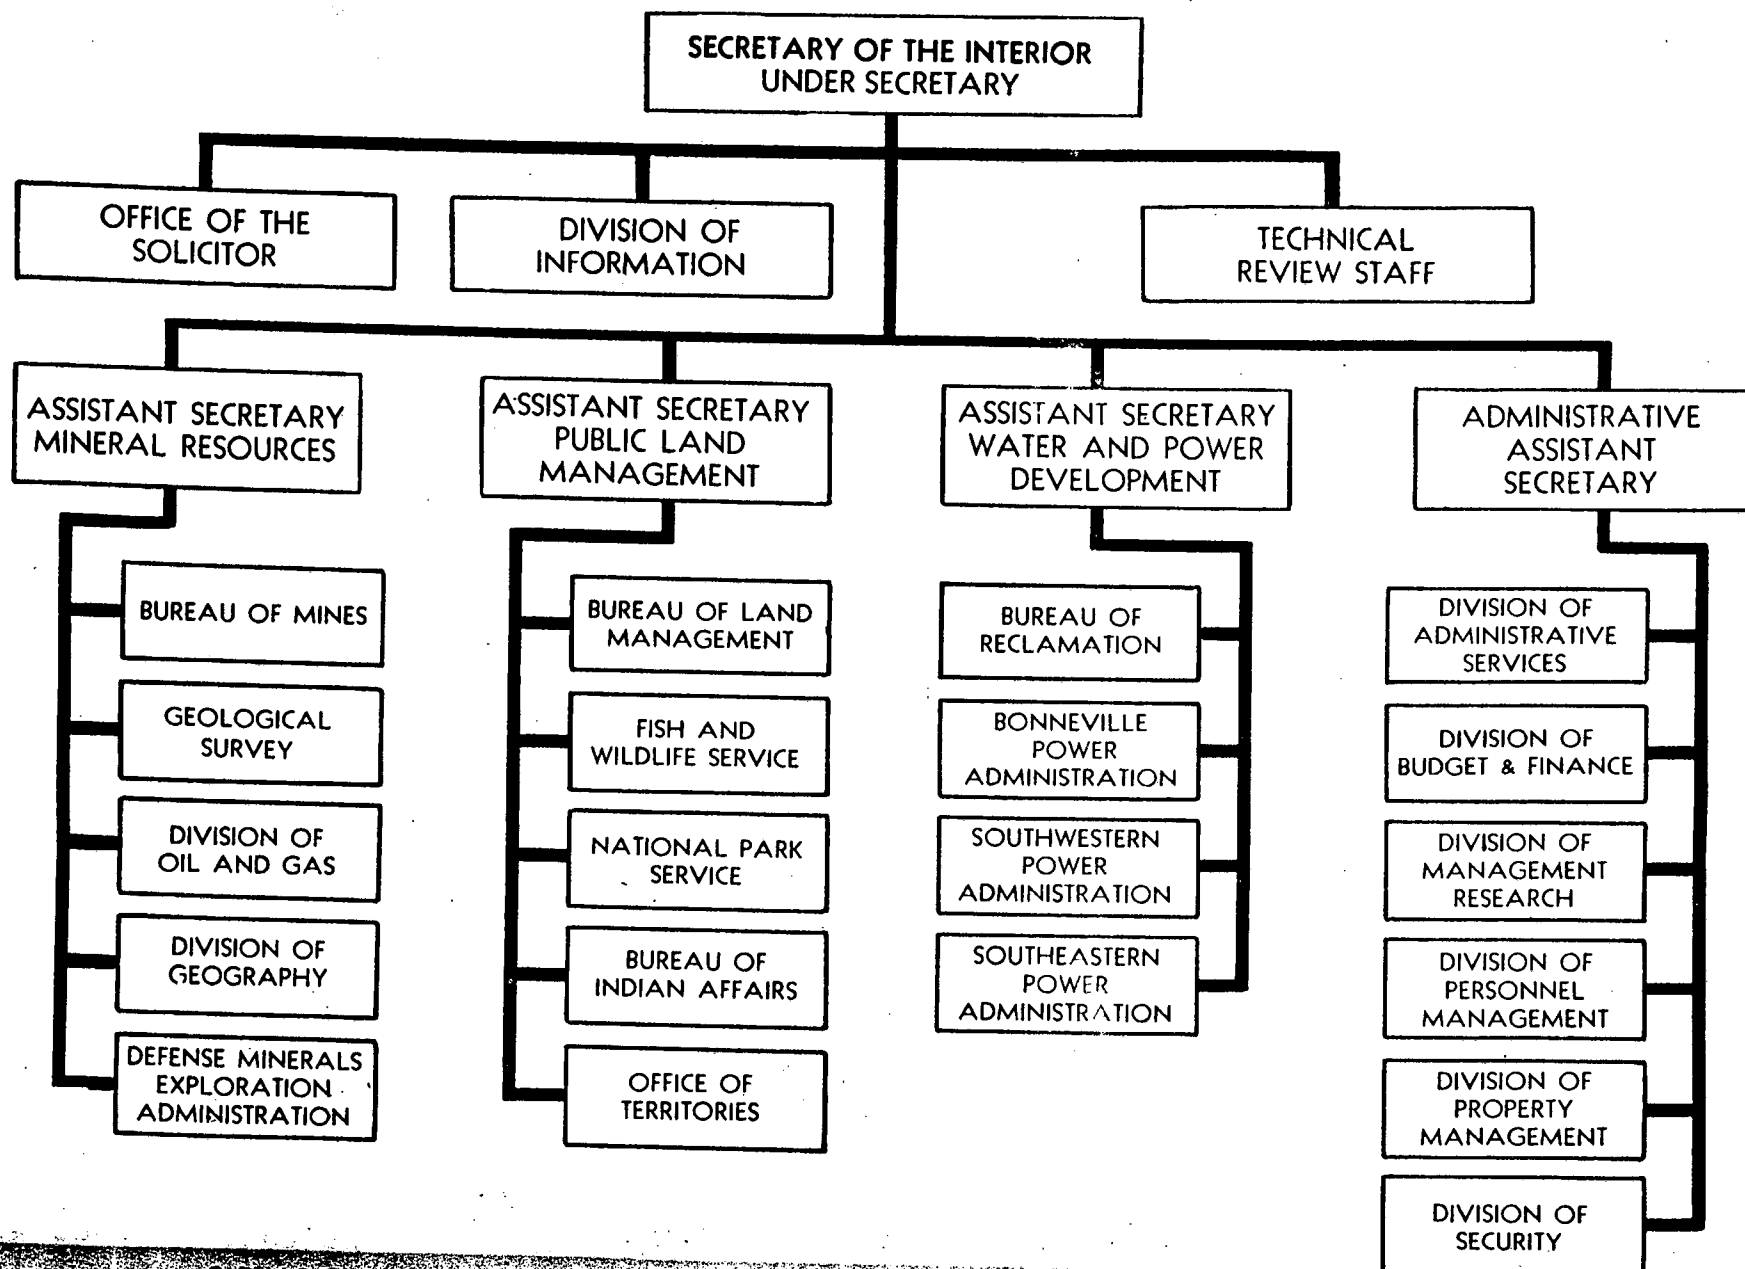 SECRETARY OF THE INTERIOR
UNDER SECRETARY
OFFICE OF THE
SOLICITOR
DIVISION OF
INFORMATION
TECHNICAL
REVIEW STAFF
ASSISTANT SECRETARY
MINERAL RESOURCES
ASSISTANT SECRETARY
PUBLIC LAND
MANAGEMENT
ASSISTANT SECRETARY
WATER AND POWER
DEVELOPMENT
ADMINISTRATIVE
ASSISTANT
SECRETARY
BUREAU OF MINES
GEOLOGICAL
SURVEY
DIVISION OF
OIL AND GAS
DIVISION OF
GEOGRAPHY
DEFENSE MINERALS
EXPLORATION
ADMINISTRATION
BUREAU OF LAND
MANAGEMENT
FISH AND
WILDLIFE SERVICE
NATIONAL PARK
SERVICE
BUREAU OF
INDIAN AFFAIRS
OFFICE OF
TERRITORIES
BUREAU OF
RECLAMATION
BONNEVILLE
POWER
ADMINISTRATION
SOUTHWESTERN
POWER
ADMINISTRATION
SOUTHEASTERN
POWER
ADMINISTRATION
DIVISION OF
ADMINISTRATIVE
SERVICES
DIVISION OF
BUDGET & FINANCE
DIVISION OF
MANAGEMENT
RESEARCH
DIVISION OF
PERSONNEL
MANAGEMENT
DIVISION OF
PROPERTY
MANAGEMENT
DIVISION OF
SECURITY